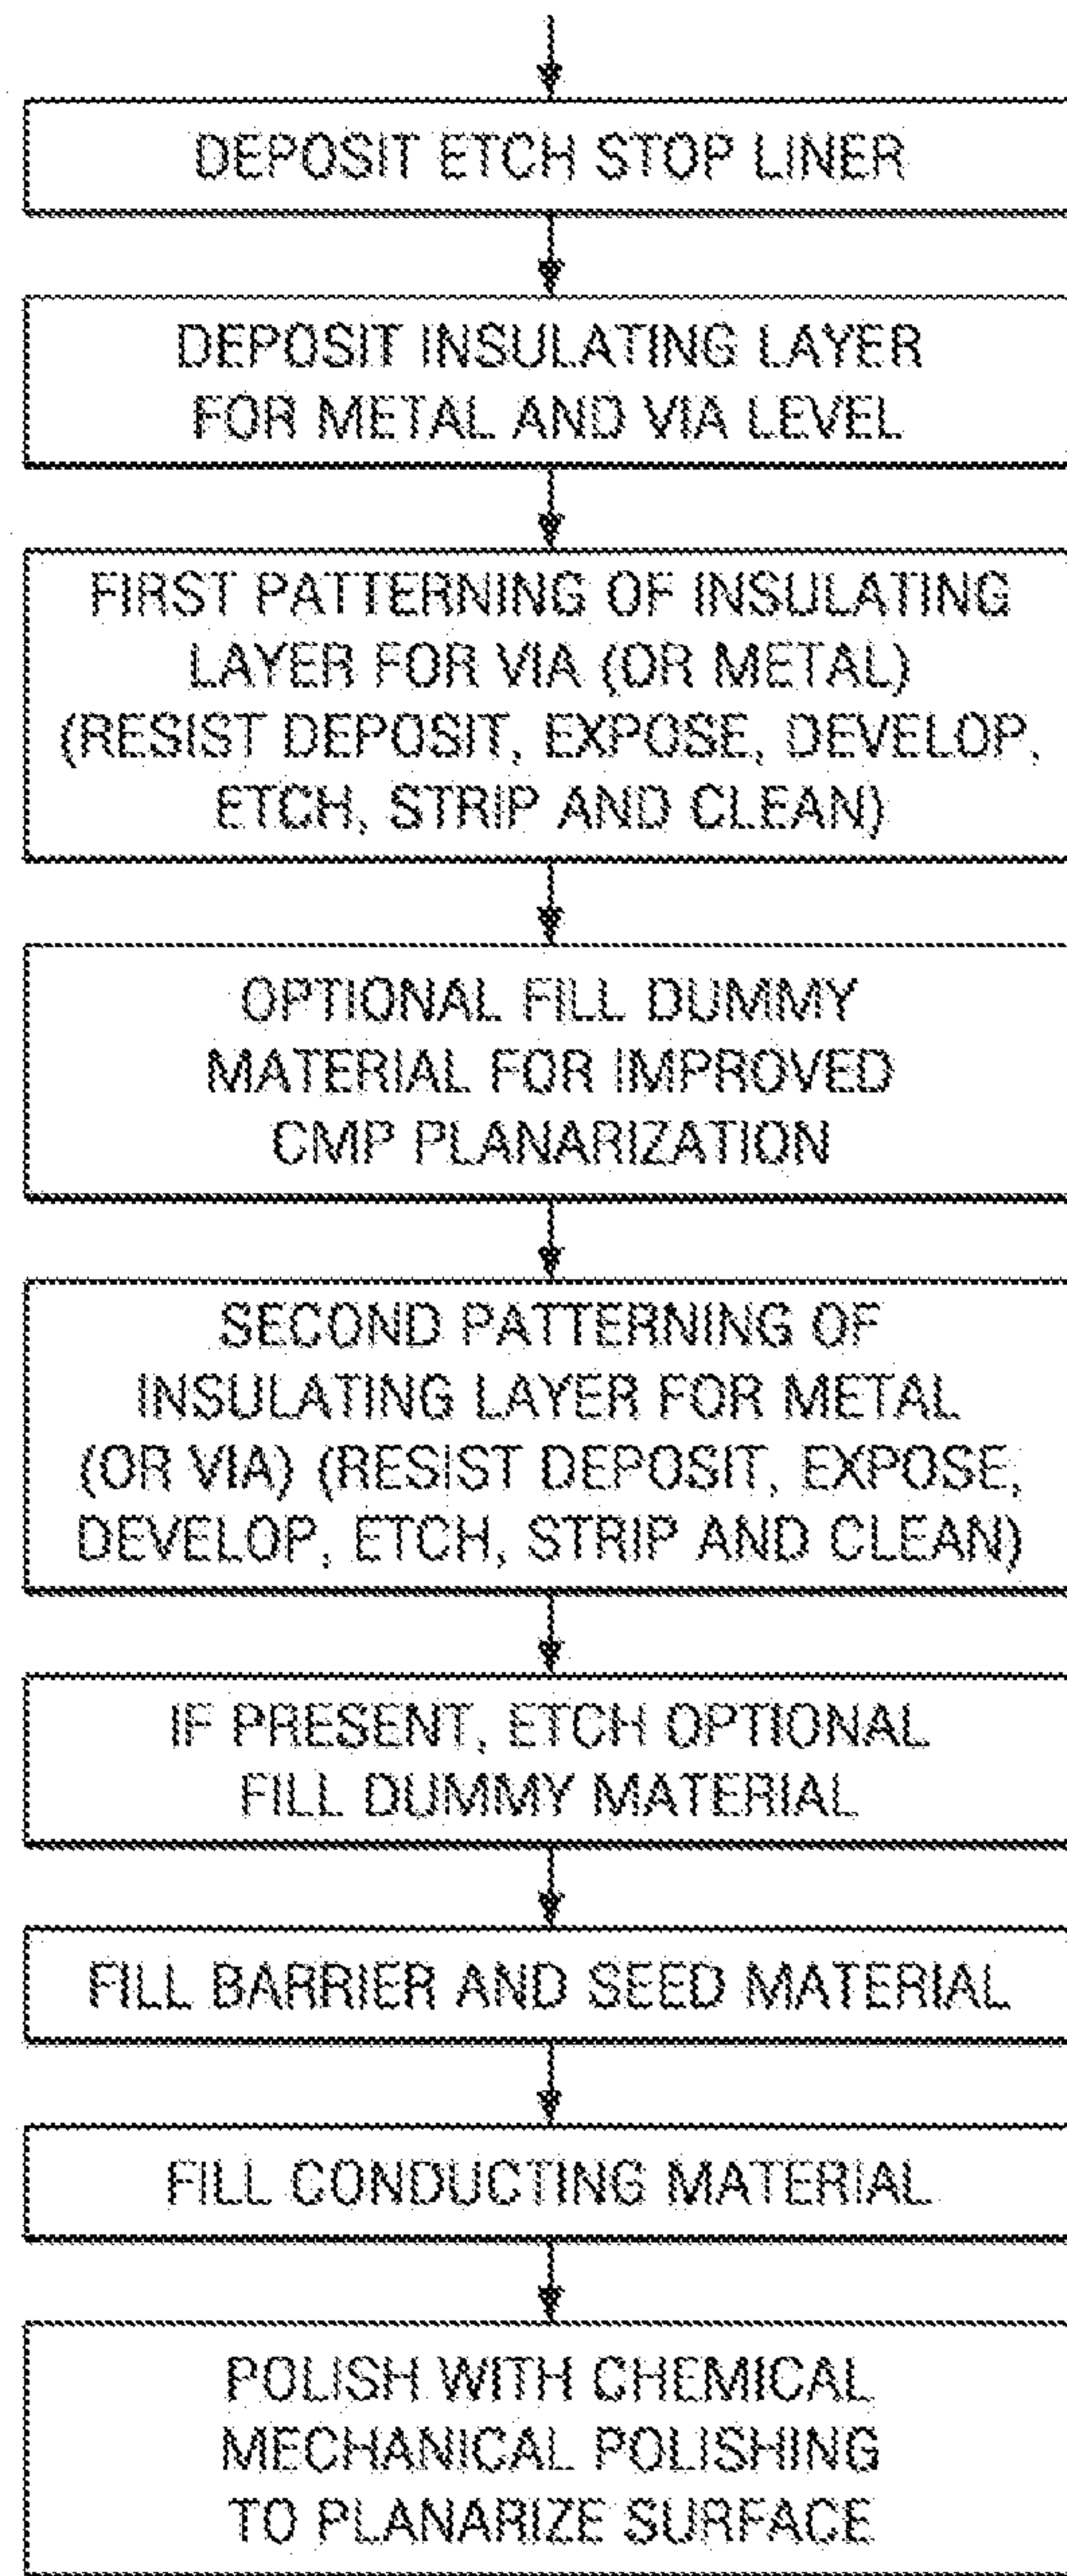 DEPOSIT ETCH STOP LINER
DEPOSIT INSULATING LAYER
FOR METAL AND VIA LEVEL
FIRST PATTERNING OF INSULATING
LAYER FOR VIA (OR METAL)
(RESIST DEPOSIT, EXPOSE, DEVELOP,
ETCH, STRIP AND CLEAN)
OPTIONAL FILL DUMMY
MATERIAL FOR IMPROVED
CMP PLANARIZATION
SECOND PATTERNING OF
INSULATING LAYER FOR METAL
(OR VIA) (RESIST DEPOSIT, EXPOSE,
DEVELOP, ETCH, STRIP AND CLEAN)
IF PRESENT, ETCH OPTIONAL
FILL DUMMY MATERIAL
FILL BARRIER AND SEED MATERIAL
FILL CONDUCTING MATERIAL
POLISH WITH CHEMICAL
MECHANICAL POLISHING
TO PLANARIZE SURFACE